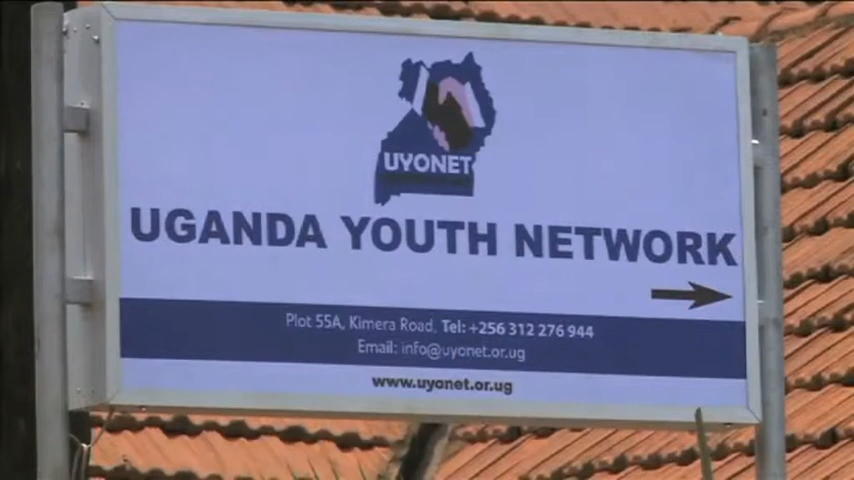 UYONET
UGANDA YOUTH NETWORK
Plot 55A, Kimera Road, Tel: +256 312 276 944
Email: info@uyonet.or.ug
www.uyonet.or.ug